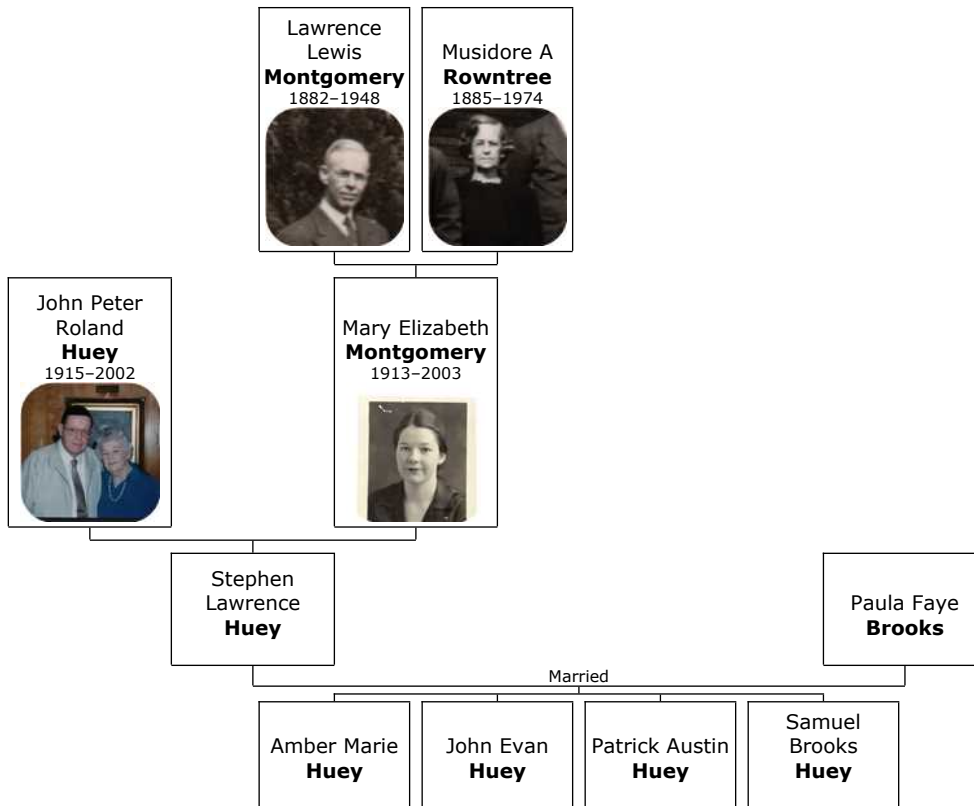 Lawrence
Lewis
Montgomery
1882–1948
Musidore A
Rowntree
1885–1974
John Peter
Roland
Huey
1915–2002
Mary Elizabeth
Montgomery
1913–2003
Stephen
Lawrence
Huey
Paula Faye
Brooks
Married
Amber Marie
Huey
John Evan
Huey
Patrick Austin
Huey
Samuel
Brooks
Huey